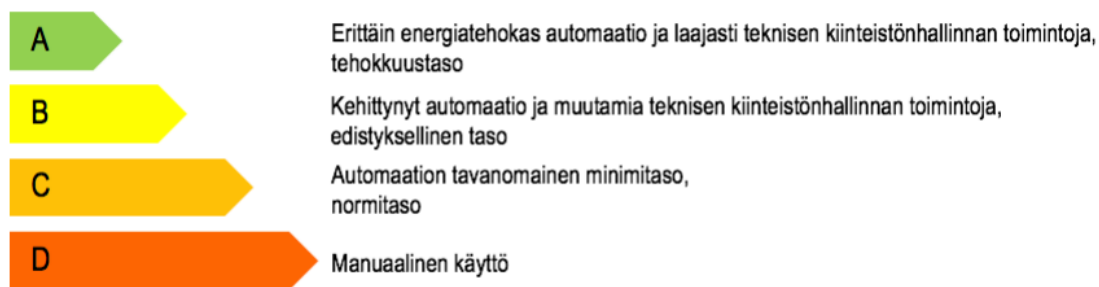 A
Erittäin energiatehokas automaatio ja laajasti teknisen kiinteistönhallinnan toimintoja,
tehokkuustaso
B
Kehittynyt automaatio ja muutamia teknisen kiinteistönhallinnan toimintoja,
edistyksellinen taso
C
Automaation tavanomainen minimitaso,
normitaso
D
Manuaalinen käyttö